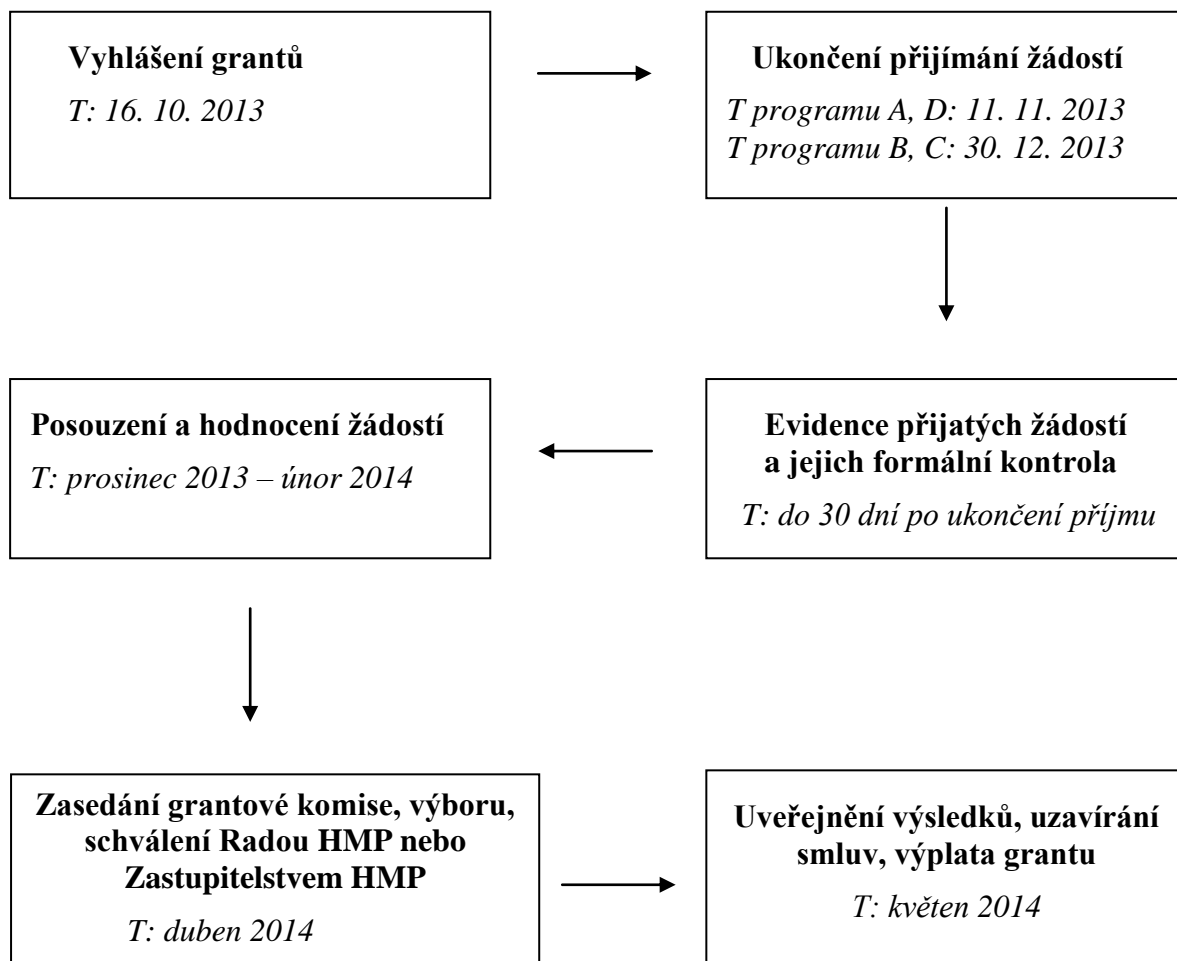 Vyhlášení grantů
T: 16. 10. 2013
Ukončení přijímání žádostí
T programu A, D: 11. 11. 2013
T programu B, C: 30. 12. 2013
Evidence přijatých žádostí
a jejich formální kontrola
T: do 30 dní po ukončení příjmu
Posouzení a hodnocení žádostí
T: prosinec 2013 – únor 2014
Zasedání grantové komise, výboru,
schválení Radou HMP nebo
Zastupitelstvem HMP
T: duben 2014
Uveřejnění výsledků, uzavírání
smluv, výplata grantu
T: květen 2014